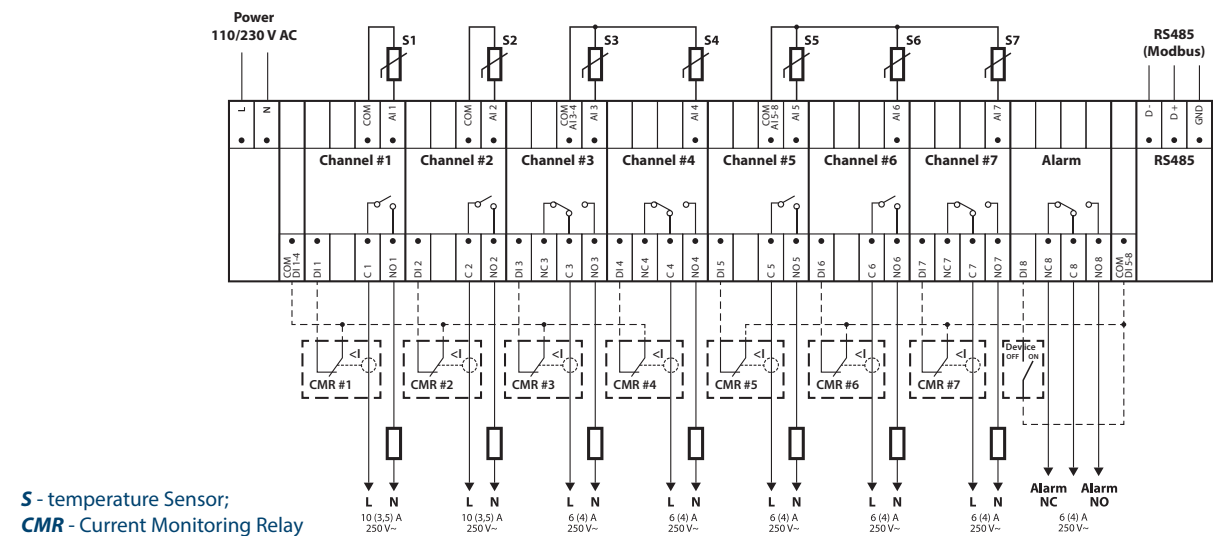 Power
110/230 V AC
RS485
(Modbus)
S1 S2 S3 S4 S5 S6 S7
L N COM AI 1 COM AI 2 COM AI 3-4 AI 3 AI 4 COM AI 5-8 AI 5 AI 6 AI 7 D - D + GND
Channel #1 Channel #2 Channel #3 Channel #4 Channel #5 Channel #6 Channel #7 Alarm RS485
COM DI 1-4 DI 1 C 1 NO 1 DI 2 C 2 NO 2 DI 3 NC 3 C 3 NO 3 DI 4 NC 4 C 4 NO 4 DI 5 C 5 NO 5 DI 6 C 6 NO 6 DI 7 NC 7 C 7 NO 7 DI 8 NC 8 C 8 NO 8 COM DI 5-8
Device
OFF ON
<I <I <I <I <I <I <I
CMR #1 CMR #2 CMR #3 CMR #4 CMR #5 CMR #6 CMR #7
L N L N L N L N L N L N L N Alarm NC Alarm NO
10 (3,5) A 10 (3,5) A 6 (4) A 6 (4) A 6 (4) A 6 (4) A 6 (4) A 6 (4) A
250 V~ 250 V~ 250 V~ 250 V~ 250 V~ 250 V~ 250 V~ 250 V~
S - temperature Sensor;
CMR - Current Monitoring Relay